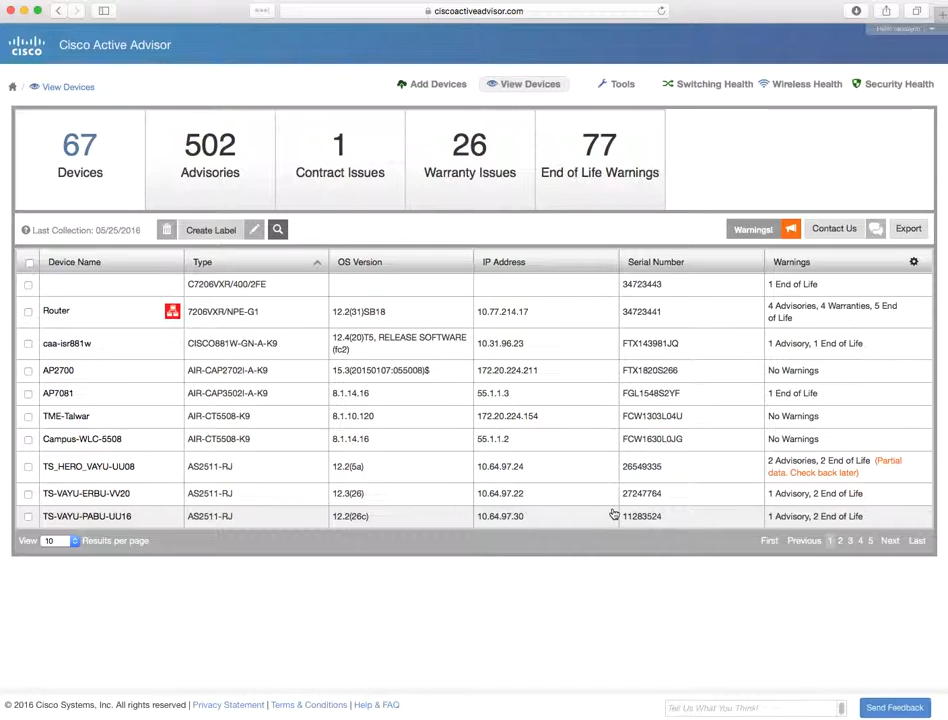 ciscoactiveadvisor.com
CISCO
Cisco Active Advisor
View Devices
Add Devices
View Devices
Tools
Switching Health
Wireless Health
Security Health
67
Devices
502
Advisories
1
Contract Issues
26
Warranty Issues
77
End of Life Warnings
Last Collection: 05/25/2016
Create Label
Warnings!
Contact Us
Export
Device Name Type OS Version IP Address Serial Number Warnings
C7206VXR/400/2FE 34723443 1 End of Life
Router 7206VXR/NPE-G1 12.2(31)SB18 10.77.214.17 34723441 4 Advisories, 4 Warranties, 5 End
of Life
caa-isr881w CISCO881W-GN-A-K9 12.4(20)T5, RELEASE SOFTWARE
(fc2) 10.31.96.23 FTX143981JQ 1 Advisory, 1 End of Life
AP2700 AIR-CAP2702I-A-K9 15.3(20150107:055008)$ 172.20.224.211 FTX1820S266 No Warnings
AP7081 AIR-CAP3502I-A-K9 8.1.14.16 55.1.1.3 FGL1548S2YF 1 End of Life
TME-Talwar AIR-CT5508-K9 8.1.10.120 172.20.224.154 FCW1303L04U No Warnings
Campus-WLC-5508 AIR-CT5508-K9 8.1.14.16 55.1.1.2 FCW1630L0JG No Warnings
TS_HERO_VAYU-UU08 AS2511-RJ 12.2(5a) 10.64.97.24 26549335 2 Advisories, 2 End of Life (Partial
data. Check back later)
TS-VAYU-ERBU-VV20 AS2511-RJ 12.3(26) 10.64.97.22 27247764 1 Advisory, 2 End of Life
TS-VAYU-PABU-UU16 AS2511-RJ 12.2(26c) 10.64.97.30 11283524 1 Advisory, 2 End of Life
View 10 Results per page
First Previous 1 2 3 4 5 Next Last
© 2016 Cisco Systems, Inc. All rights reserved | Privacy Statement | Terms & Conditions | Help & FAQ
Tell Us What You Think!
Send Feedback